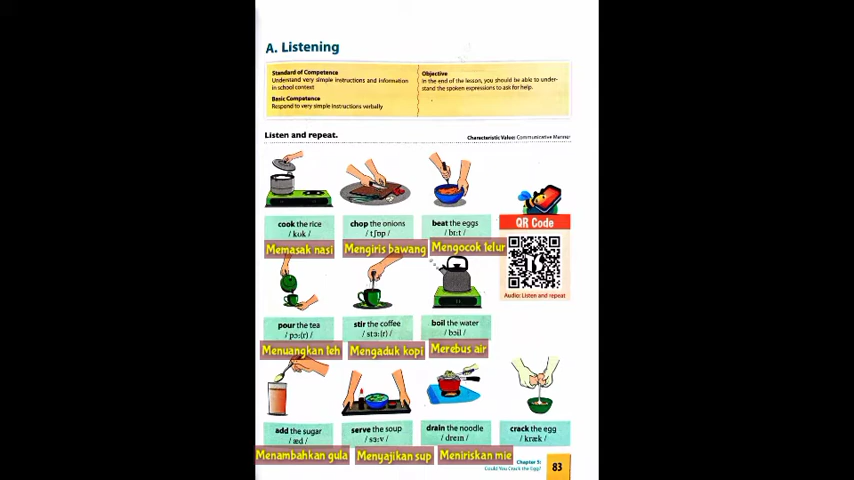 A. Listening
Standard of Competence
Understand very simple instructions and information
in school context
Basic Competence
Respond to very simple instructions verbally
Objective
In the end of the lesson, you should be able to under-
stand the spoken expressions to ask for help.
Listen and repeat.
Characteristic Value: Communicative Manner
cook the rice
/ kʊk /
Memasak nasi
chop the onions
/ tʃɒp /
Mengiris bawang
beat the eggs
/ biːt /
Mengocok telur
QR Code
Audio: Listen and repeat
pour the tea
/ pɔː(r) /
Menuangkan teh
stir the coffee
/ stɜː(r) /
Mengaduk kopi
boil the water
/ bɔɪl /
Merebus air
add the sugar
/ æd /
Menambahkan gula
serve the soup
/ sɜːv /
Menyajikan sup
drain the noodle
/ dreɪn /
Meniriskan mie
crack the egg
/ kræk /
Chapter 5:
Could You Crack the Egg?
83